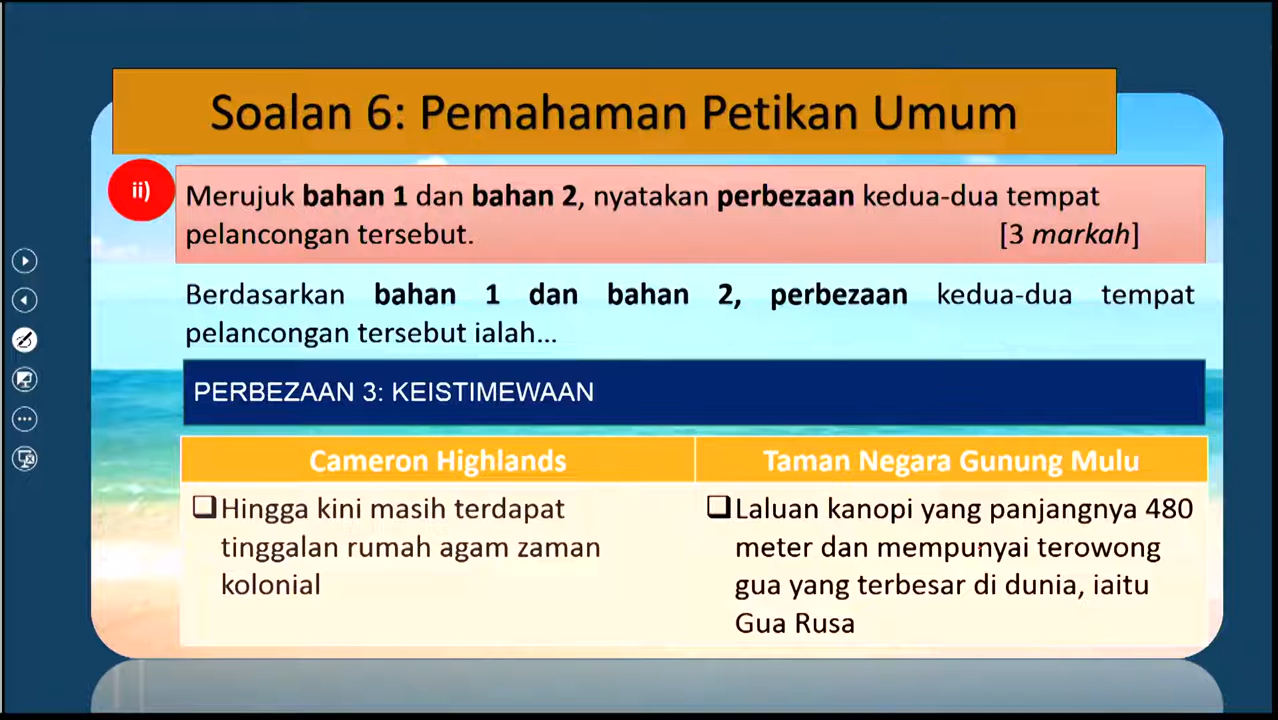 Soalan 6: Pemahaman Petikan Umum
ii)
Merujuk bahan 1 dan bahan 2, nyatakan perbezaan kedua-dua tempat
pelancongan tersebut. [3 markah]
Berdasarkan bahan 1 dan bahan 2, perbezaan kedua-dua tempat
pelancongan tersebut ialah...
PERBEZAAN 3: KEISTIMEWAAN
Cameron Highlands
Hingga kini masih terdapat
tinggalan rumah agam zaman
kolonial
Taman Negara Gunung Mulu
Laluan kanopi yang panjangnya 480
meter dan mempunyai terowong
gua yang terbesar di dunia, iaitu
Gua Rusa